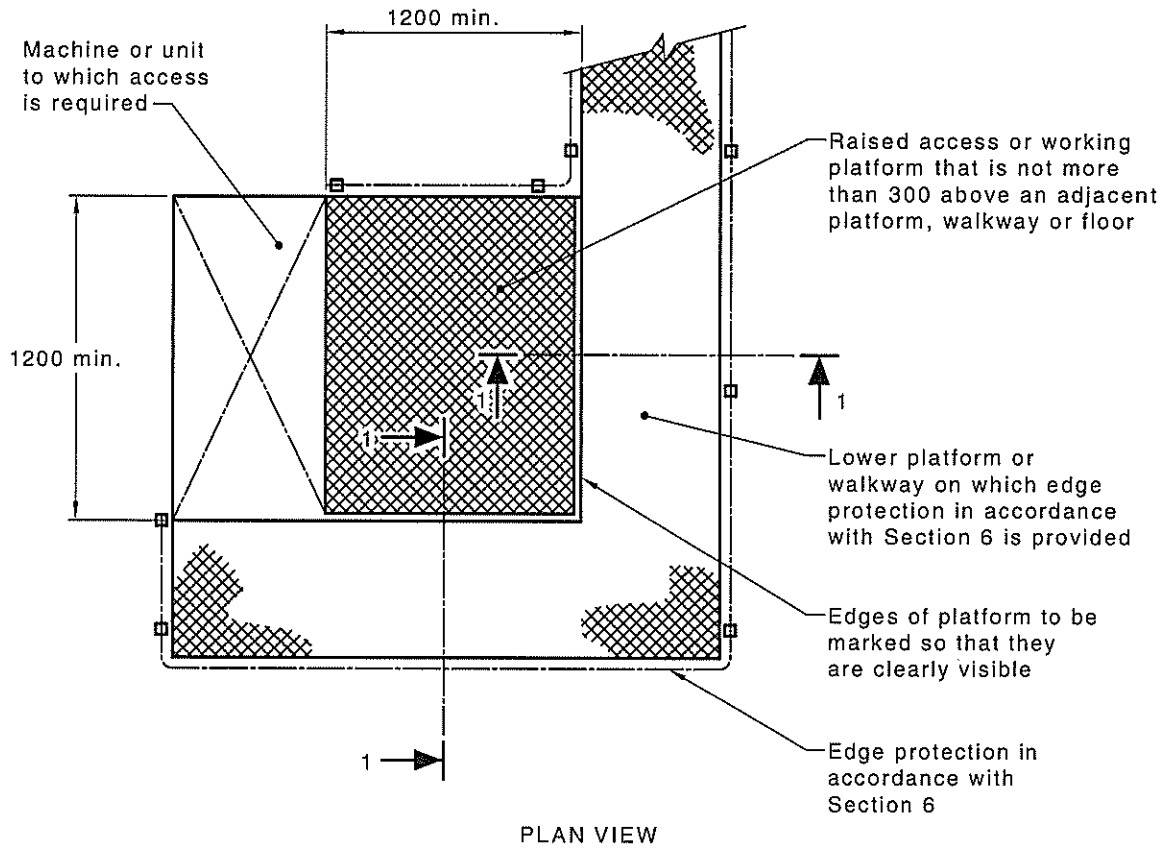 1200 min.
Machine or unit
to which access
is required
Raised access or working
platform that is not more
than 300 above an adjacent
platform, walkway or floor
1200 min.
1
1
1
Lower platform or
walkway on which edge
protection in accordance
with Section 6 is provided
Edges of platform to be
marked so that they
are clearly visible
1
Edge protection in
accordance with
Section 6
PLAN VIEW